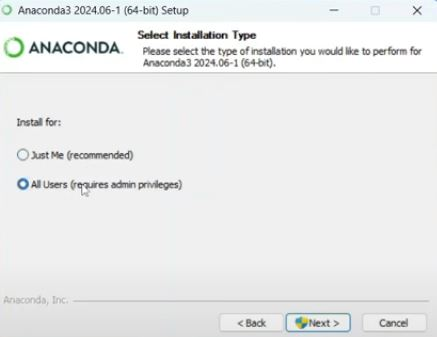 Anaconda3 2024.06-1 (64-bit) Setup
ANACONDA.
Select Installation Type
Please select the type of installation you would like to perform for
Anaconda3 2024.06-1 (64-bit).
Install for:
Just Me (recommended)
All Users (requires admin privileges)
Anaconda, Inc.
< Back
Next >
Cancel